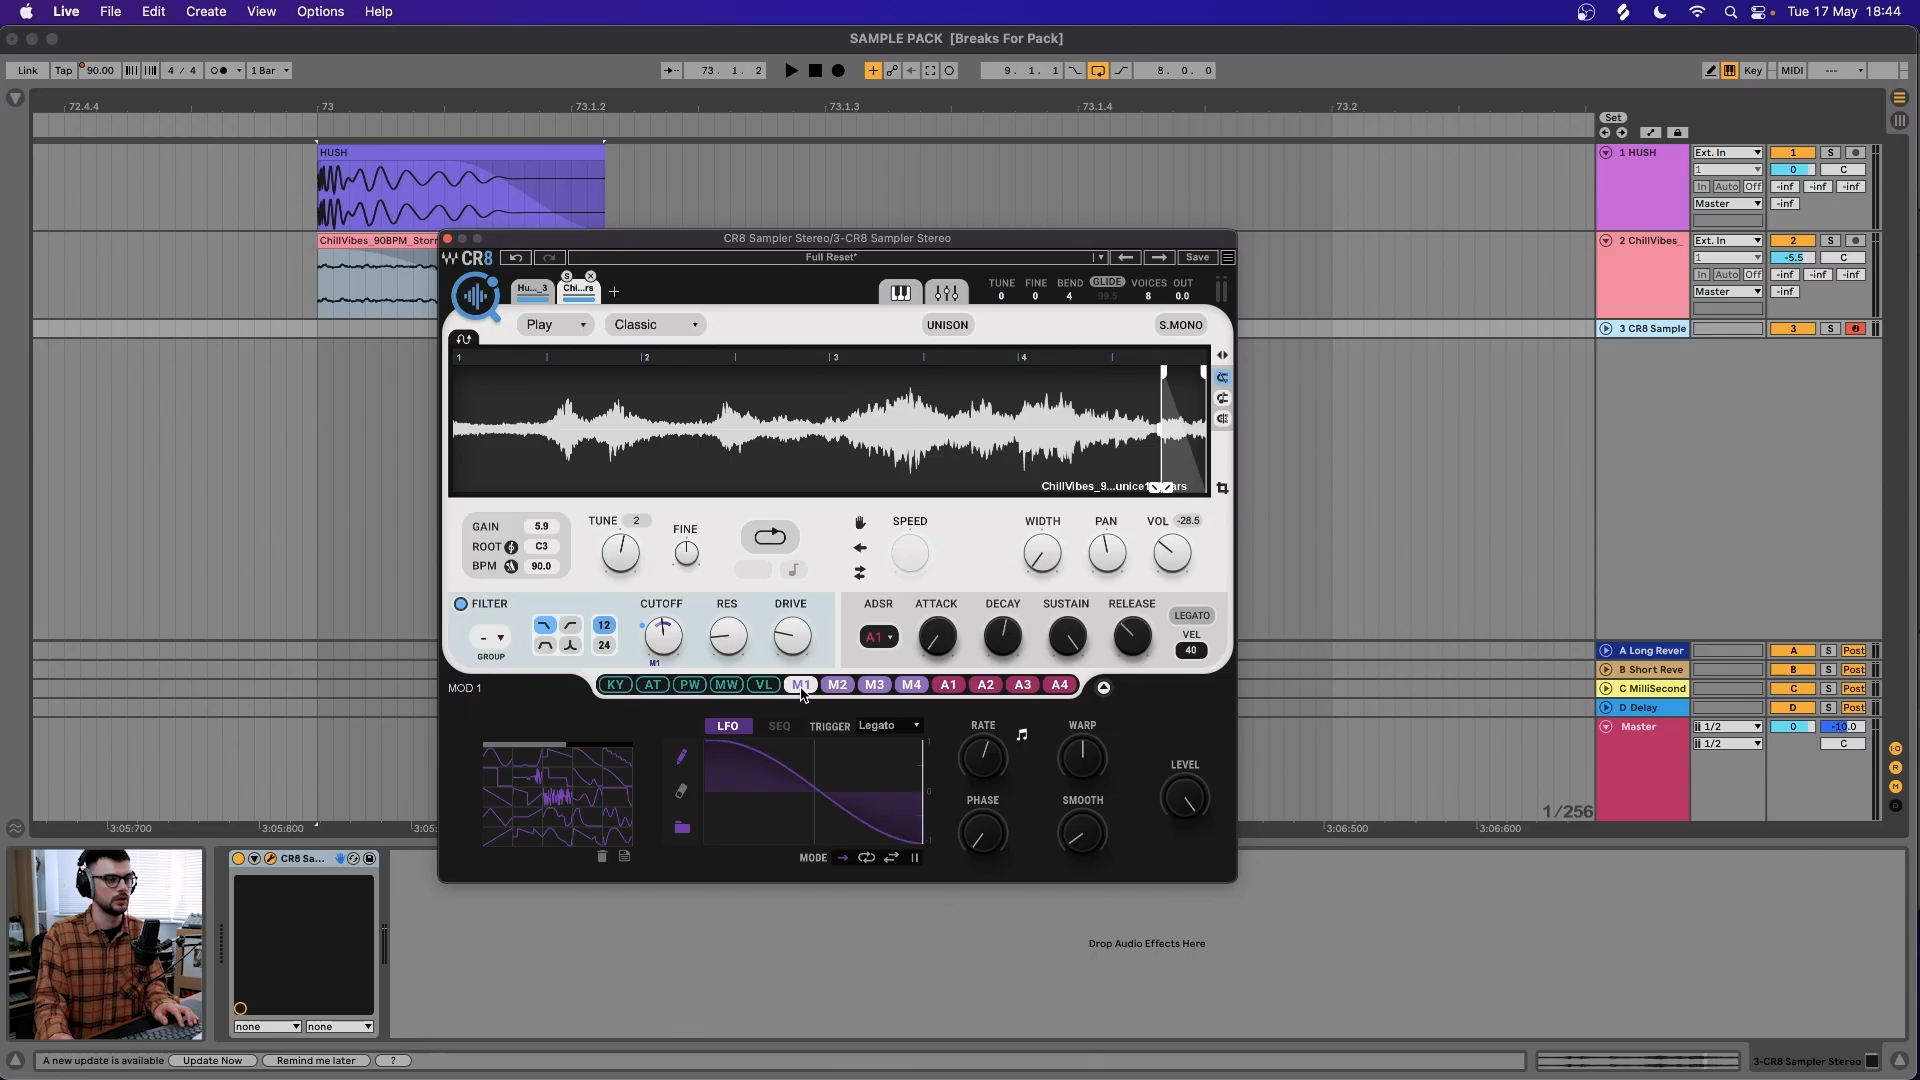 Live File Edit Create View Options Help Tue 17 May 18:44
SAMPLE PACK [Breaks For Pack]
Link Tap 90.00 4 / 4 1 Bar 73. 1. 2 9. 1. 1 8. 0. 0 Key MIDI ---
72.4.4 73 73.1.2 73.1.3 73.1.4 73.2
Set
HUSH
1 HUSH Ext. In 1 S
1 0 C
In Auto Off -inf -inf -inf
Master -inf
ChillVibes_90BPM_Storr
2 ChillVibes_ Ext. In 2 S
1 -5.5 C
In Auto Off -inf -inf -inf
Master -inf
3 CR8 Sample 3 S
CR8 Sampler Stereo/3-CR8 Sampler Stereo
CR8 Full Reset* Save
Hu..._3 S Chi...rs +
TUNE FINE BEND GLIDE VOICES OUT
0 0 4 99.5 8 0.0
Play Classic UNISON S.MONO
1 2 3 4
ChillVibes_9...unice1 ars
GAIN 5.9
ROOT C3
BPM 90.0
TUNE 2 FINE SPEED WIDTH PAN VOL -28.5
FILTER CUTOFF RES DRIVE ADSR ATTACK DECAY SUSTAIN RELEASE LEGATO
12
24
- GROUP M1 A1 VEL
40
MOD 1 KY AT PW MW VL M1 M2 M3 M4 A1 A2 A3 A4
LFO SEQ TRIGGER Legato RATE WARP
1
0
-1
PHASE SMOOTH LEVEL
MODE
A Long Rever A S Post
B Short Reve B S Post
C MilliSecond C S Post
D Delay D S Post
Master 1/2 0 -10.0
1/2 C
1/256
3:05:700 3:05:800 3:05: 3:06:500 3:06:600
CR8 Sa...
none none
Drop Audio Effects Here
A new update is available Update Now Remind me later ?
3-CR8 Sampler Stereo